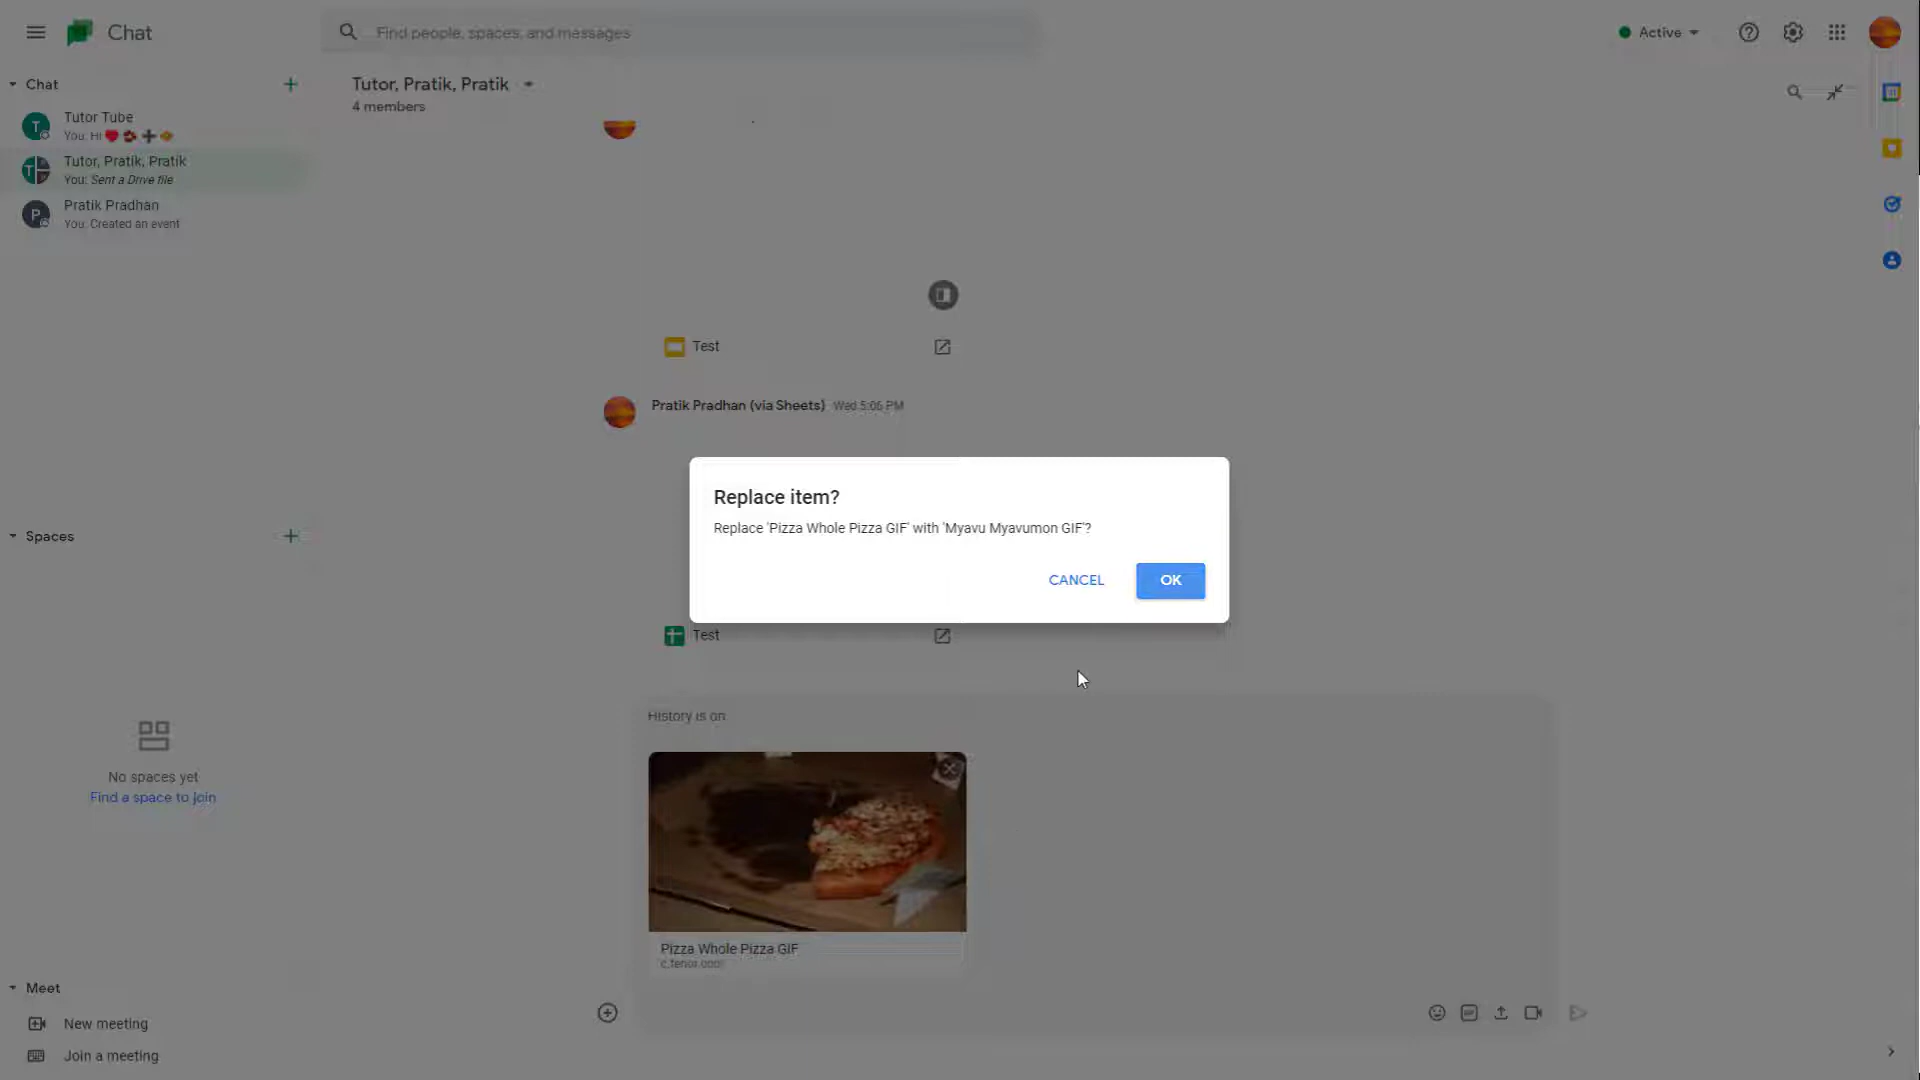 Chat
Find people, spaces, and messages
Active
Chat
Tutor Tube
You: Hi
Tutor, Pratik, Pratik
You: Sent a Drive file
Pratik Pradhan
You: Created an event
Tutor, Pratik, Pratik
4 members
Test
Pratik Pradhan (via Sheets) Wed 5:06 PM
Replace item?
Replace 'Pizza Whole Pizza GIF' with 'Myavu Myavumon GIF'?
CANCEL
OK
Test
Spaces
No spaces yet
Find a space to join
History is on
Pizza Whole Pizza GIF
c.tenor.com
Meet
New meeting
Join a meeting
T
T
P
31
GIF